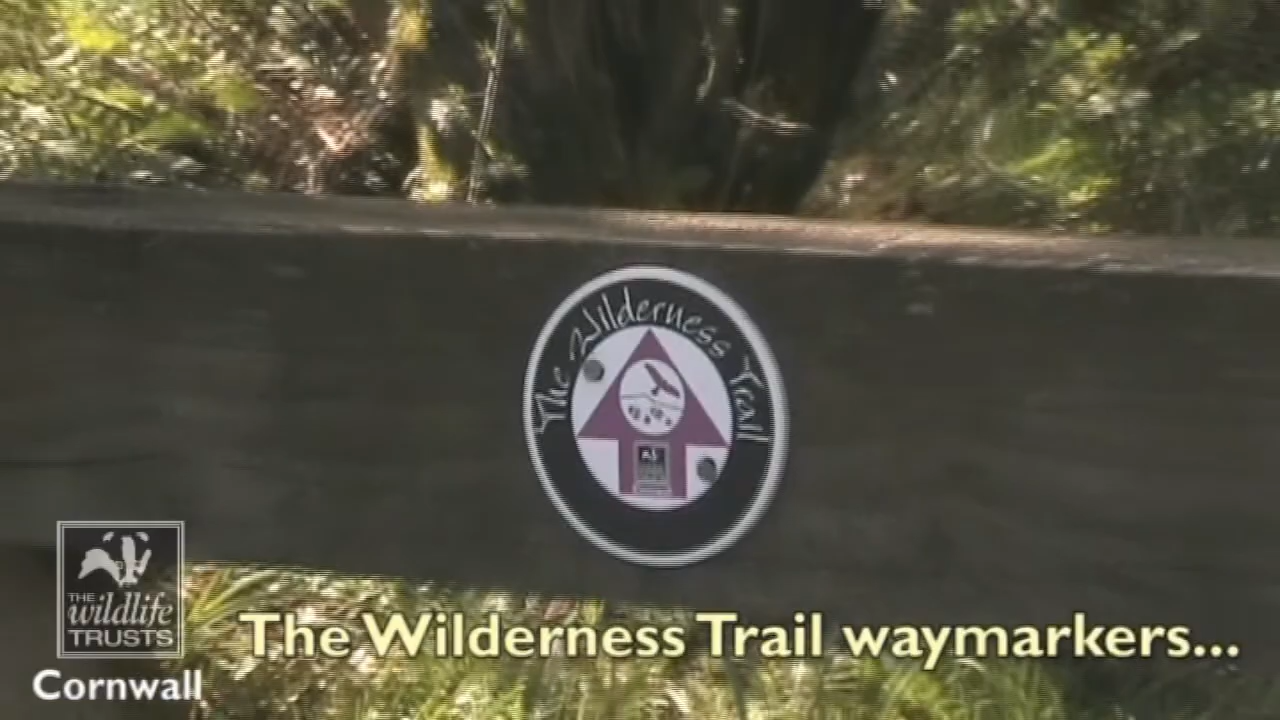 The Wilderness Trail
THE
wildlife
TRUSTS
Cornwall
The Wilderness Trail waymarkers...